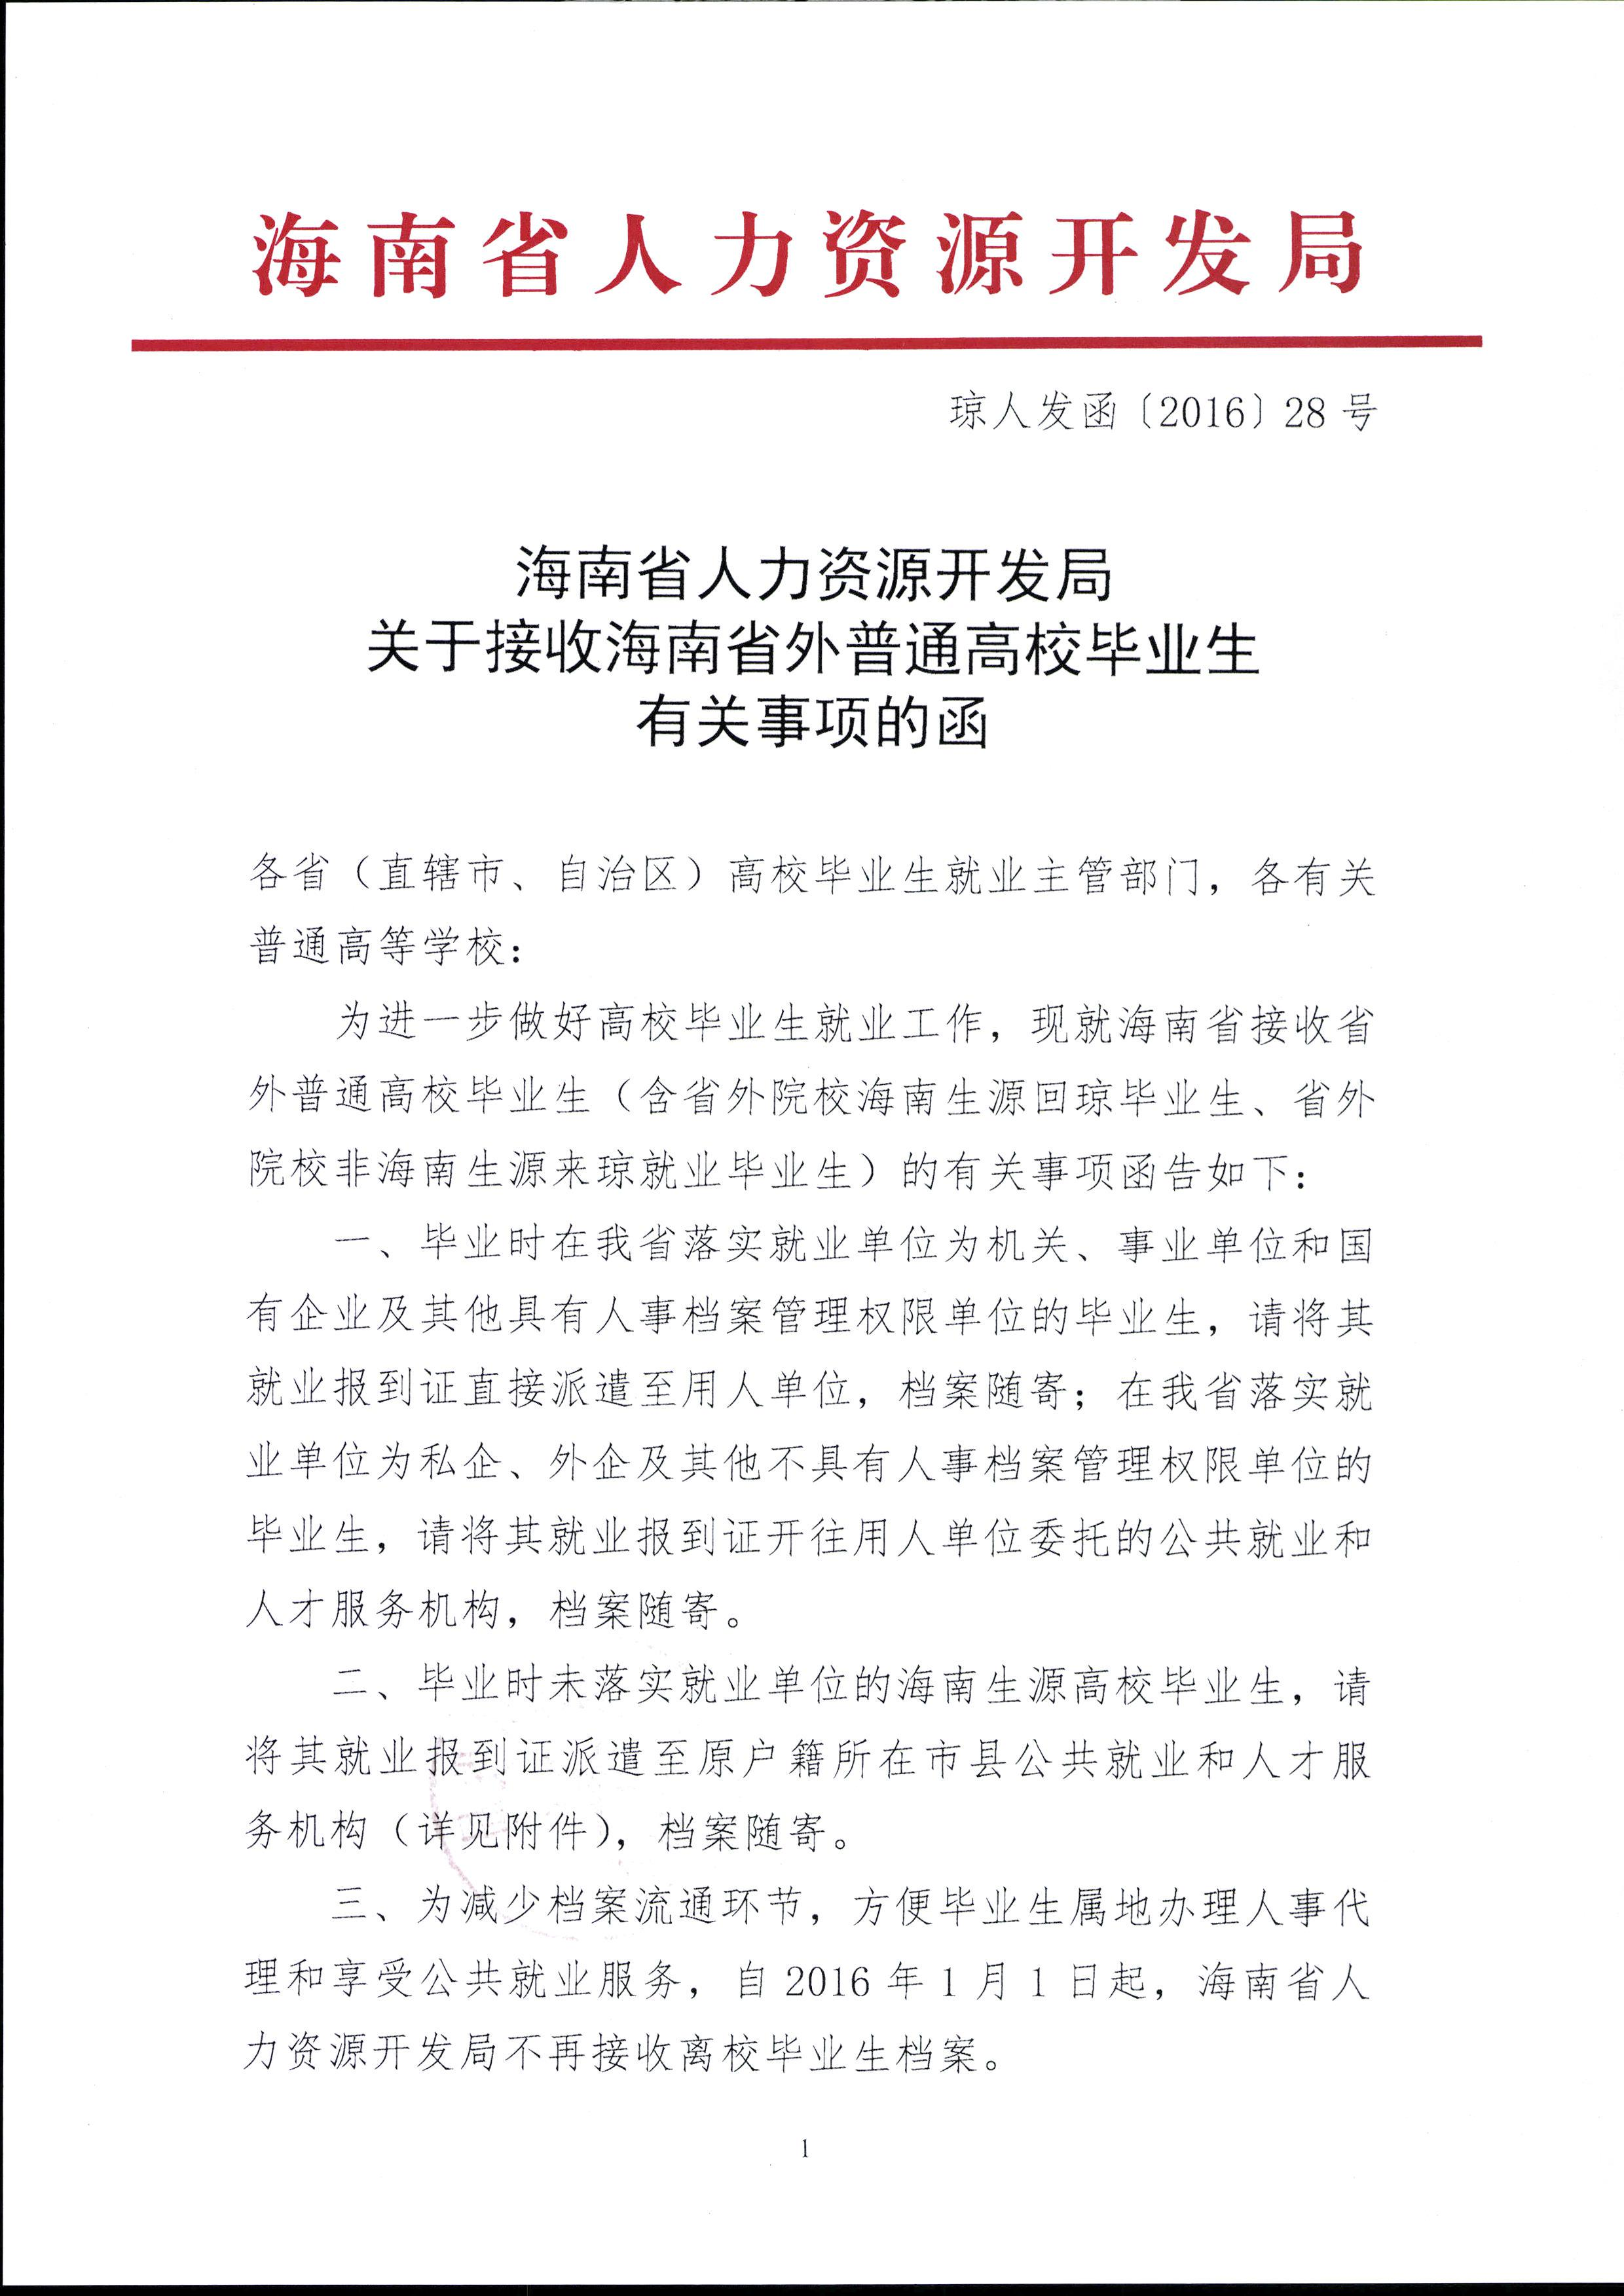 海南省人力资源开发局
琼人发函〔2016〕28号
海南省人力资源开发局
关于接收海南省外普通高校毕业生
有关事项的函
各省（直辖市、自治区）高校毕业生就业主管部门，各有关
普通高等学校：
为进一步做好高校毕业生就业工作，现就海南省接收省
外普通高校毕业生（含省外院校海南生源回琼毕业生、省外
院校非海南生源来琼就业毕业生）的有关事项函告如下：
一、毕业时在我省落实就业单位为机关、事业单位和国
有企业及其他具有人事档案管理权限单位的毕业生，请将其
就业报到证直接派遣至用人单位，档案随寄；在我省落实就
业单位为私企、外企及其他不具有人事档案管理权限单位的
毕业生，请将其就业报到证开往用人单位委托的公共就业和
人才服务机构，档案随寄。
二、毕业时未落实就业单位的海南生源高校毕业生，请
将其就业报到证派遣至原户籍所在市县公共就业和人才服
务机构（详见附件），档案随寄。
三、为减少档案流通环节，方便毕业生属地办理人事代
理和享受公共就业服务，自2016年1月1日起，海南省人
力资源开发局不再接收离校毕业生档案。
1